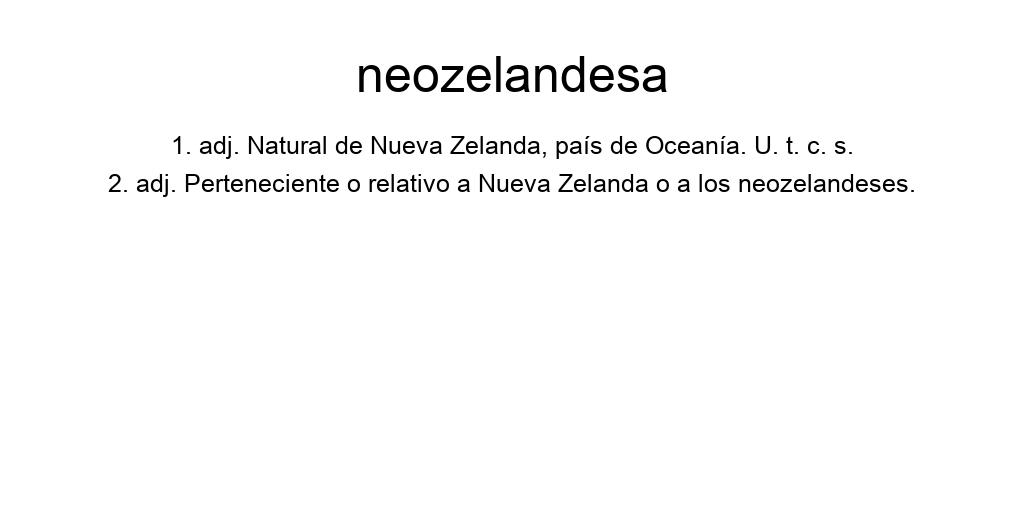 neozelandesa
1. adj. Natural de Nueva Zelanda, país de Oceanía. U. t. c. s.
2. adj. Perteneciente o relativo a Nueva Zelanda o a los neozelandeses.